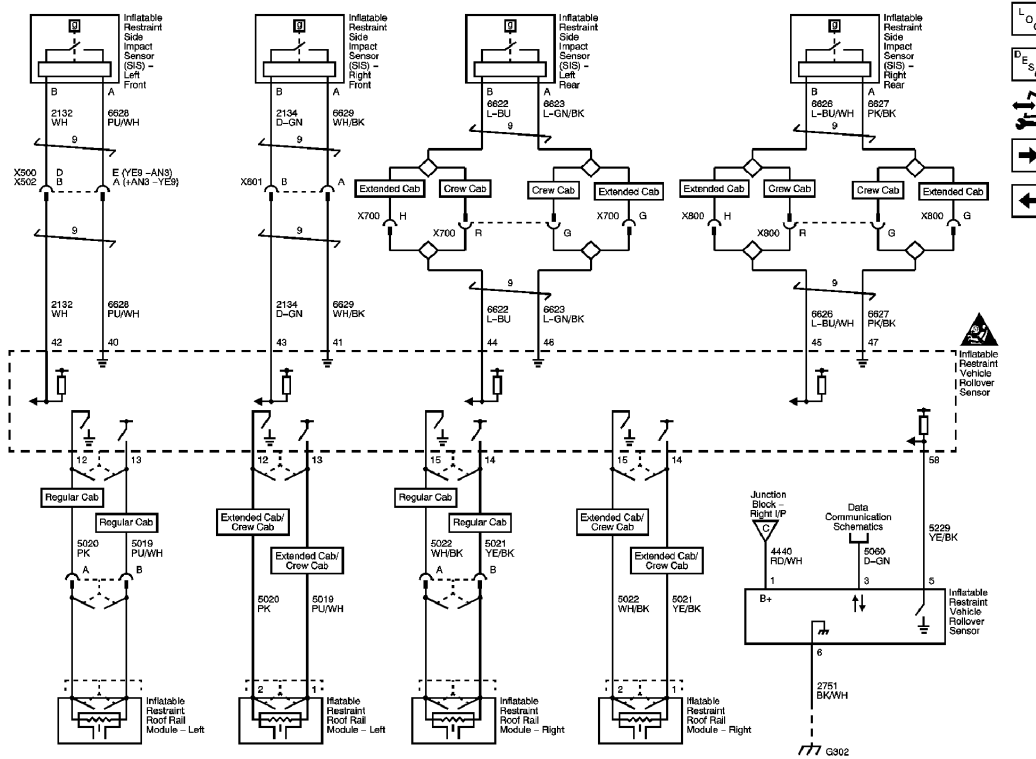 Inflatable
Restraint
Side
Impact
Sensor
(SIS) –
Left
Front
Inflatable
Restraint
Side
Impact
Sensor
(SIS) –
Right
Front
Inflatable
Restraint
Side
Impact
Sensor
(SIS) –
Left
Rear
Inflatable
Restraint
Side
Impact
Sensor
(SIS) –
Right
Rear
B A
B A
B A
B A
2132
WH
6628
PU/WH
2134
D–GN
6629
WH/BK
6622
L–BU
6623
L–GN/BK
6626
L–BU/WH
6627
PK/BK
9
9
9
9
X500 D E (YE9 –AN3)
X502 B A (+AN3 –YE9)
X601 B A
Extended Cab
Crew Cab
Crew Cab
Extended Cab
Extended Cab
Crew Cab
Crew Cab
Extended Cab
X700 H
X700 R
G
X700 G
X800 H
X800 R
G
X800 G
9
9
9
9
2132
WH
6628
PU/WH
2134
D–GN
6629
WH/BK
6622
L–BU
6623
L–GN/BK
6626
L–BU/WH
6627
PK/BK
42 40 43 41 44 46 45 47
Inflatable
Restraint
Vehicle
Rollover
Sensor
12 13 12 13 15 14 15 14 58
Regular Cab
Regular Cab
Extended Cab/
Crew Cab
Extended Cab/
Crew Cab
Regular Cab
Regular Cab
Extended Cab/
Crew Cab
Extended Cab/
Crew Cab
5020
PK
5019
PU/WH
5020
PK
5019
PU/WH
5022
WH/BK
5021
YE/BK
5022
WH/BK
5021
YE/BK
A B
A B
Junction
Block –
Right I/P
C
4440
RD/WH
Data
Communication
Schematics
5060
D–GN
5229
YE/BK
1 3 5
B+
Inflatable
Restraint
Vehicle
Rollover
Sensor
6
2751
BK/WH
G302
2 1
2 1
Inflatable
Restraint
Roof Rail
Module – Left
Inflatable
Restraint
Roof Rail
Module – Left
Inflatable
Restraint
Roof Rail
Module – Right
Inflatable
Restraint
Roof Rail
Module – Right